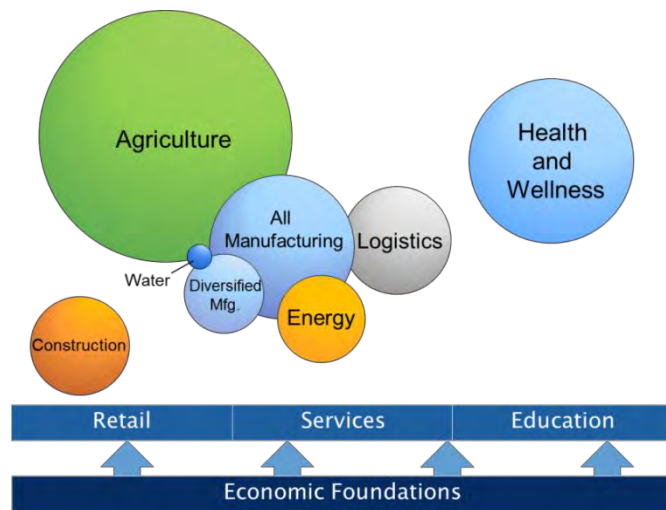 Agriculture
Health
and
Wellness
All
Manufacturing
Logistics
Water
Diversified
Mfg.
Energy
Construction
Retail
Services
Education
Economic Foundations